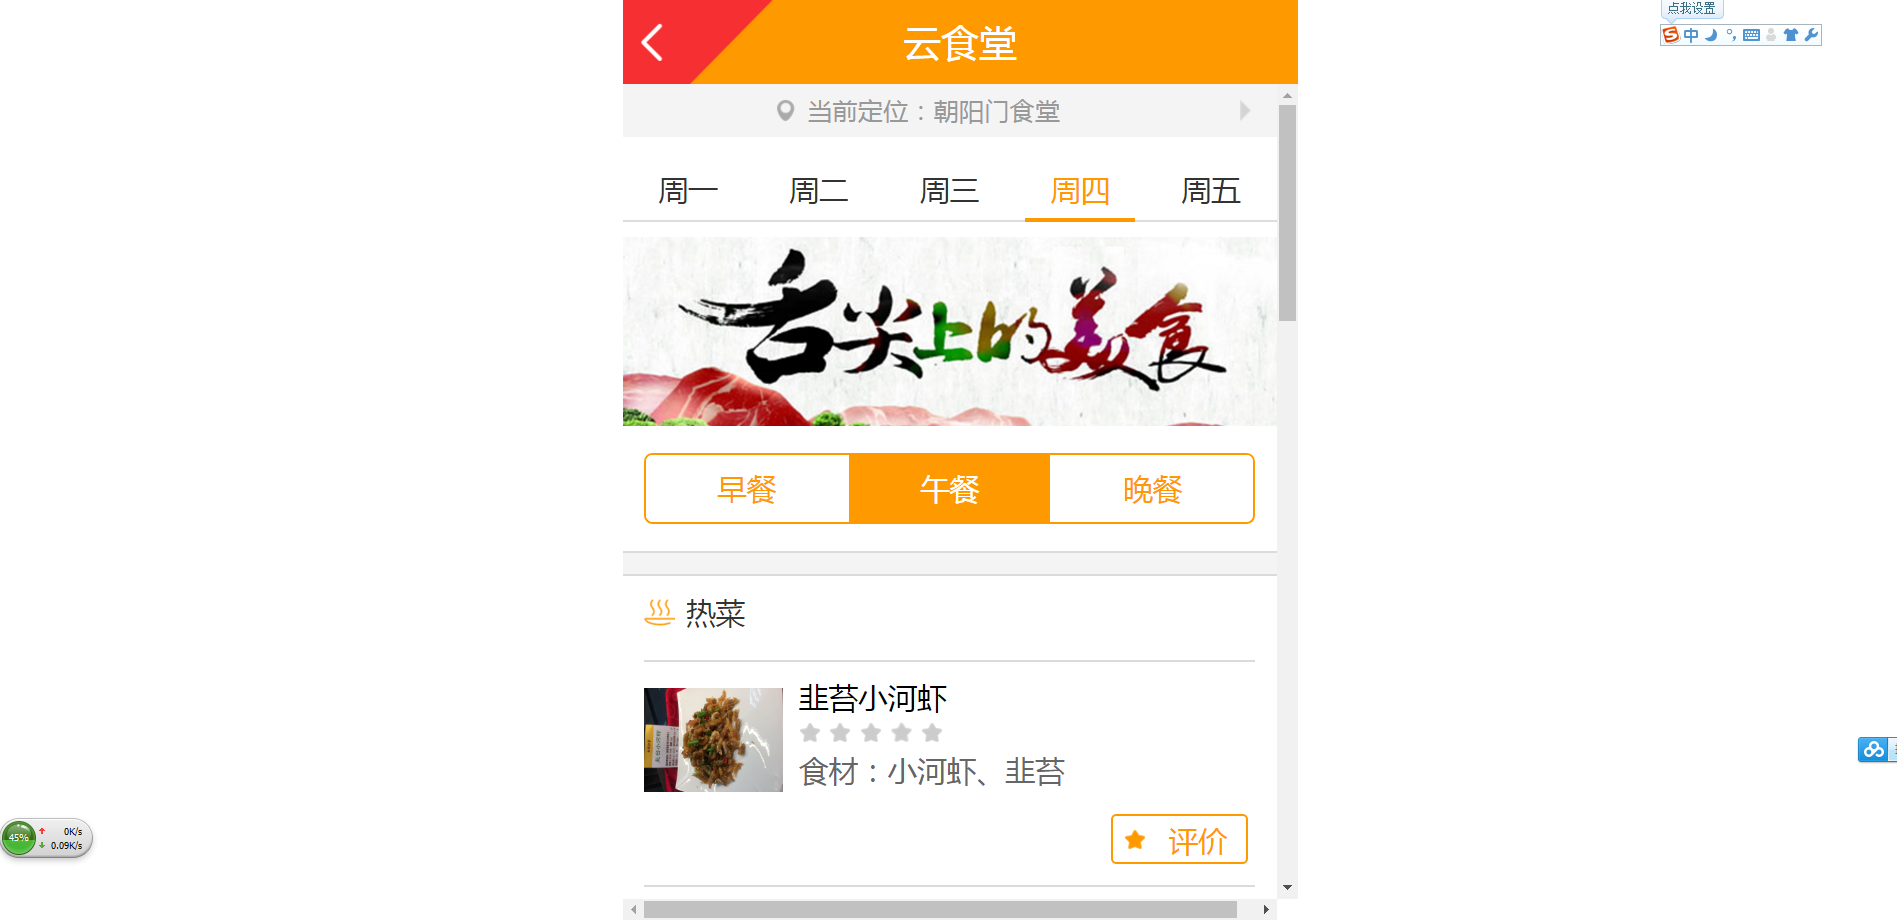 点我设置
中
云食堂
当前定位：朝阳门食堂
周一 周二 周三 周四 周五
舌尖上的美食
早餐 午餐 晚餐
热菜
韭苔小河虾
食材：小河虾、韭苔
评价
45% 0K/s
0.09K/s